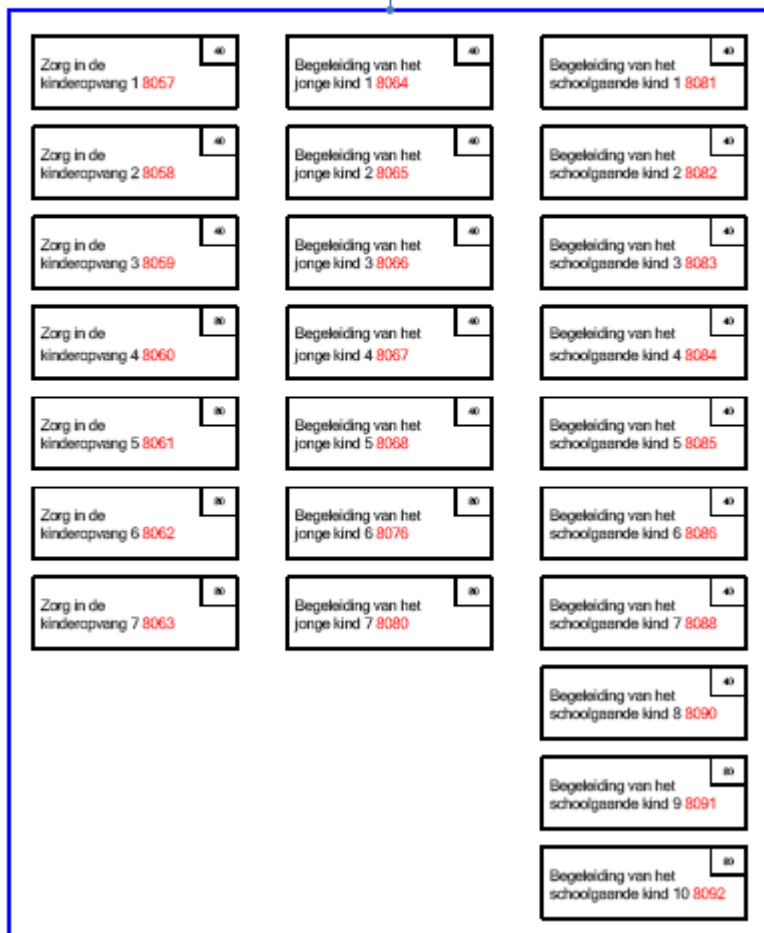 40
Zorg in de
kinderopvang 1 8057
40
Zorg in de
kinderopvang 2 8058
40
Zorg in de
kinderopvang 3 8059
80
Zorg in de
kinderopvang 4 8060
80
Zorg in de
kinderopvang 5 8061
80
Zorg in de
kinderopvang 6 8062
80
Zorg in de
kinderopvang 7 8063
40
Begeleiding van het
jonge kind 1 8064
40
Begeleiding van het
jonge kind 2 8065
40
Begeleiding van het
jonge kind 3 8066
40
Begeleiding van het
jonge kind 4 8067
40
Begeleiding van het
jonge kind 5 8068
80
Begeleiding van het
jonge kind 6 8076
80
Begeleiding van het
jonge kind 7 8080
40
Begeleiding van het
schoolgaande kind 1 8081
40
Begeleiding van het
schoolgaande kind 2 8082
40
Begeleiding van het
schoolgaande kind 3 8083
40
Begeleiding van het
schoolgaande kind 4 8084
40
Begeleiding van het
schoolgaande kind 5 8085
40
Begeleiding van het
schoolgaande kind 6 8086
40
Begeleiding van het
schoolgaande kind 7 8088
40
Begeleiding van het
schoolgaande kind 8 8090
80
Begeleiding van het
schoolgaande kind 9 8091
80
Begeleiding van het
schoolgaande kind 10 8092